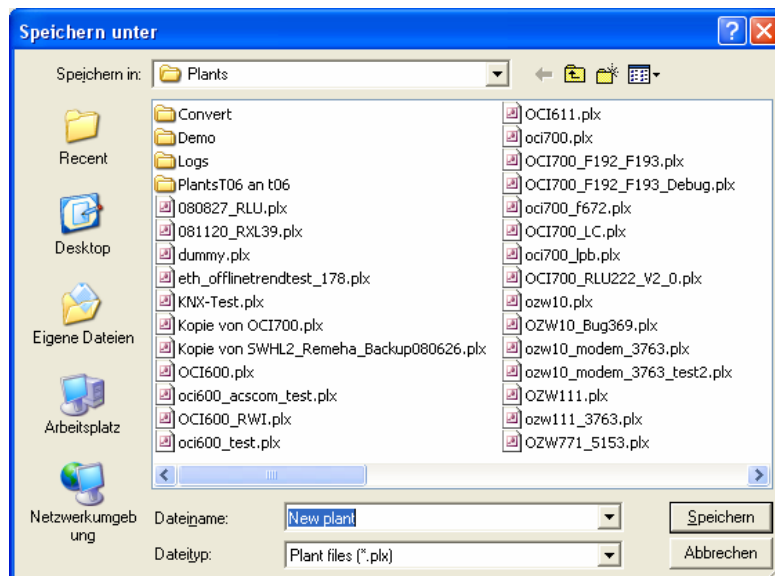 Speichern unter
Speichern in: Plants
Recent
Desktop
Eigene Dateien
Arbeitsplatz
Netzwerkumgeb
ung
Convert
Demo
Logs
PlantsT06 an t06
080827_RLU.plx
081120_RXL39.plx
dummy.plx
eth_offlinetrendtest_178.plx
KNX-Test.plx
Kopie von OCI700.plx
Kopie von SWHL2_Remeha_Backup080626.plx
OCI600.plx
oci600_acscom_test.plx
OCI600_RWI.plx
oci600_test.plx
OCI611.plx
oci700.plx
OCI700_F192_F193.plx
OCI700_F192_F193_Debug.plx
oci700_f672.plx
OCI700_LC.plx
oci700_lpb.plx
OCI700_RLU222_V2_0.plx
ozw10.plx
OZW10_Bug369.plx
ozw10_modem_3763.plx
ozw10_modem_3763_test2.plx
OZW111.plx
ozw111_3763.plx
OZW771_5153.plx
Dateiname: New plant Speichern
Dateityp: Plant files (*.plx) Abbrechen